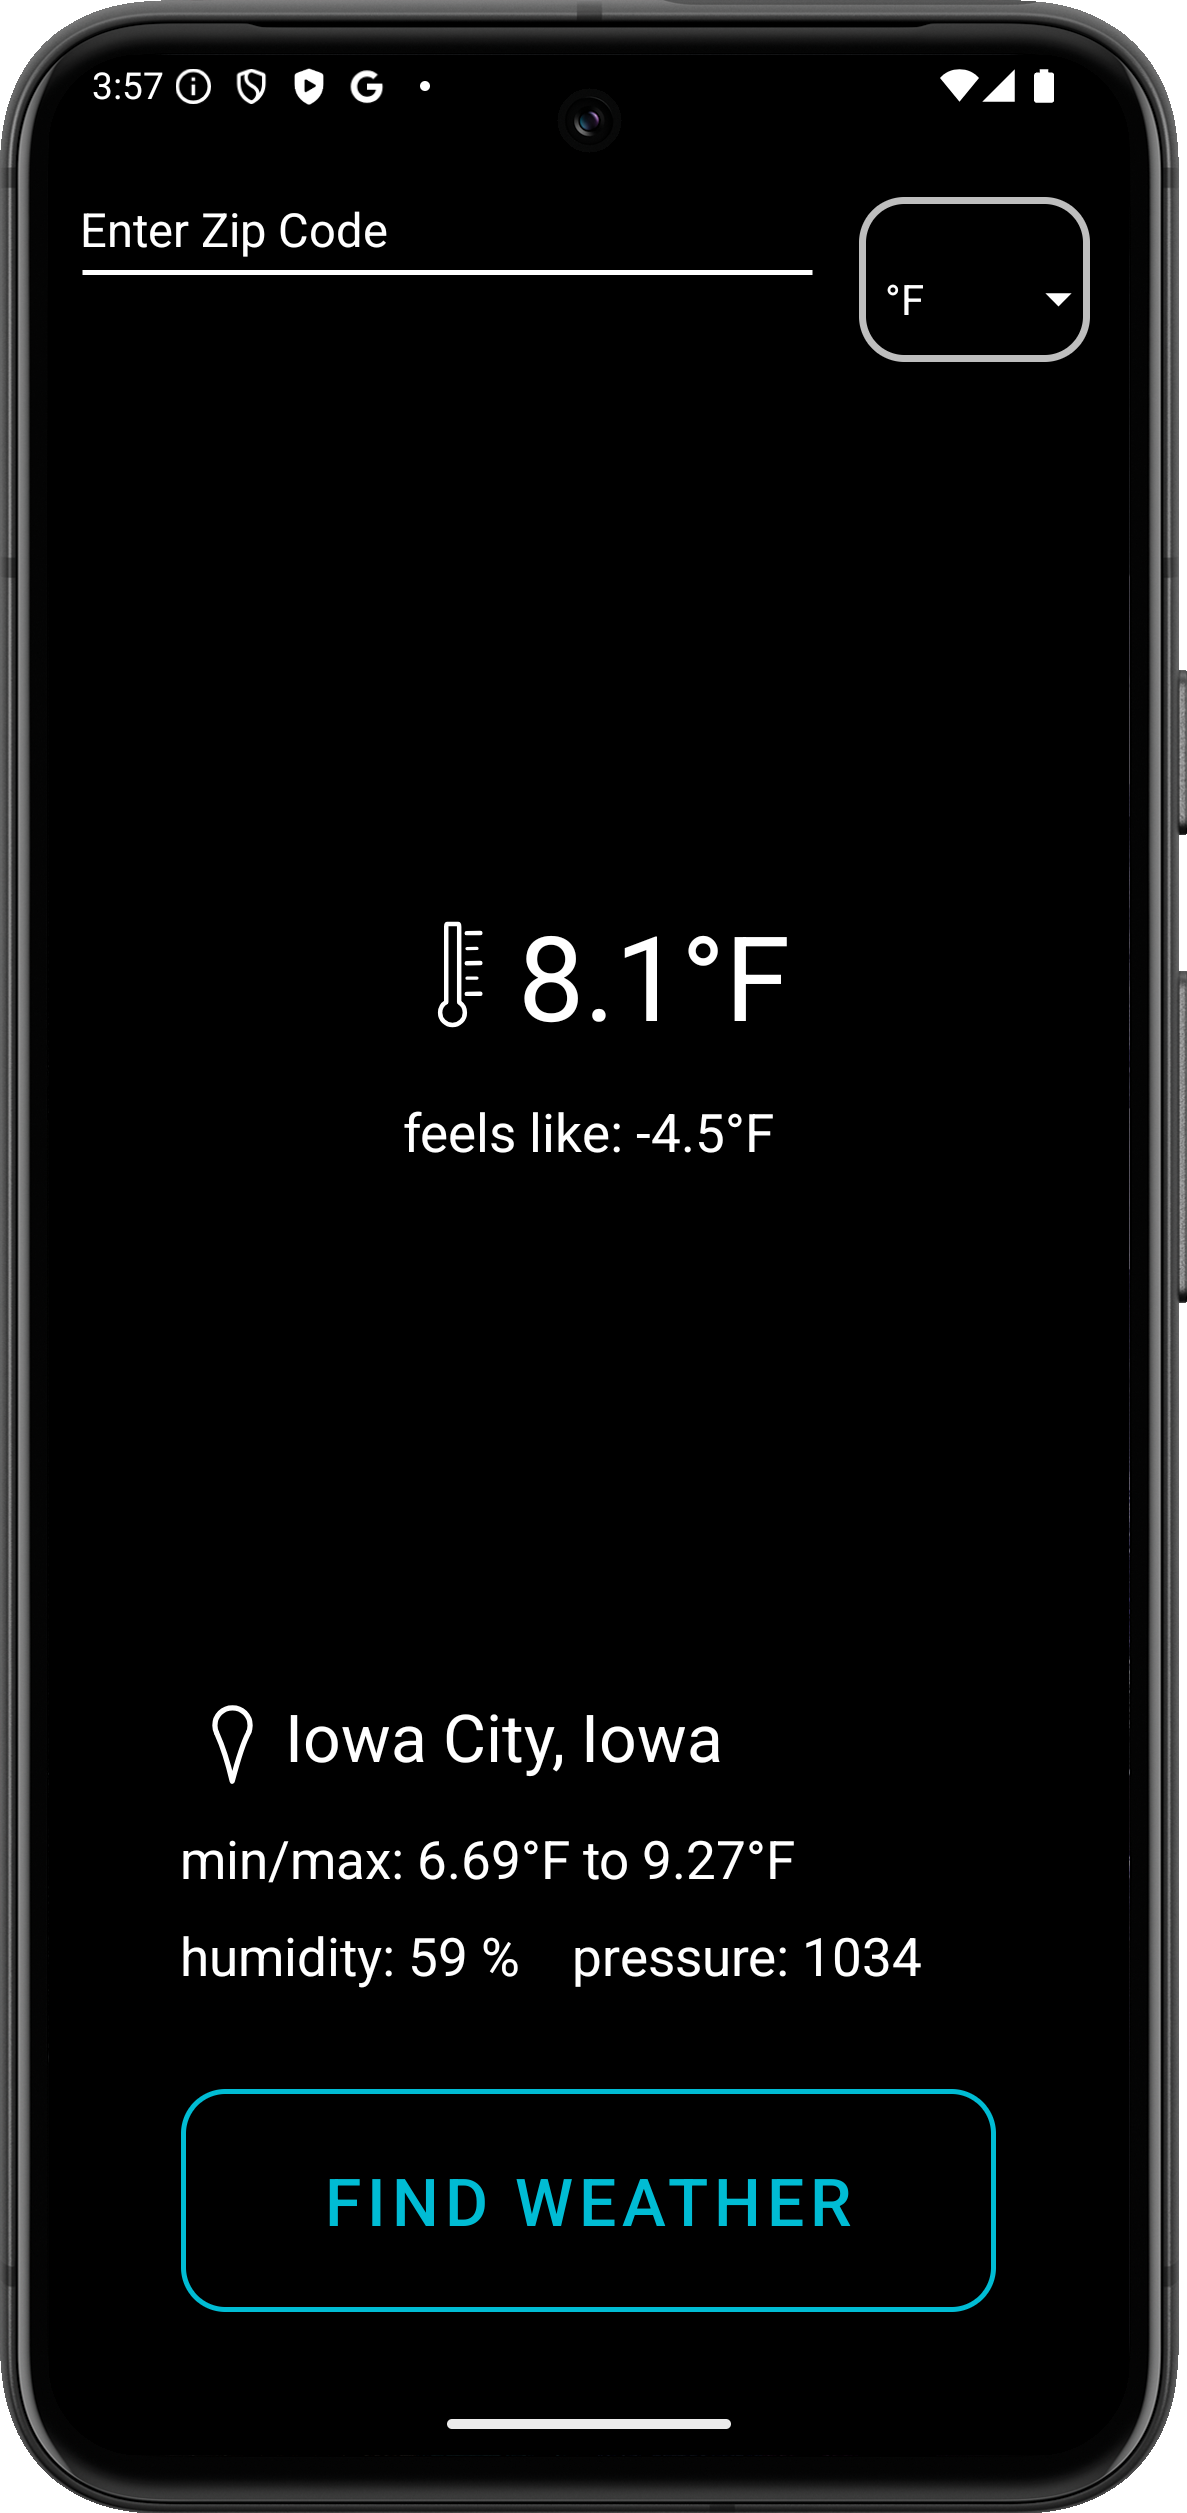 3:57
Enter Zip Code
°F
8.1°F
feels like: -4.5°F
Iowa City, Iowa
min/max: 6.69°F to 9.27°F
humidity: 59 % pressure: 1034
FIND WEATHER